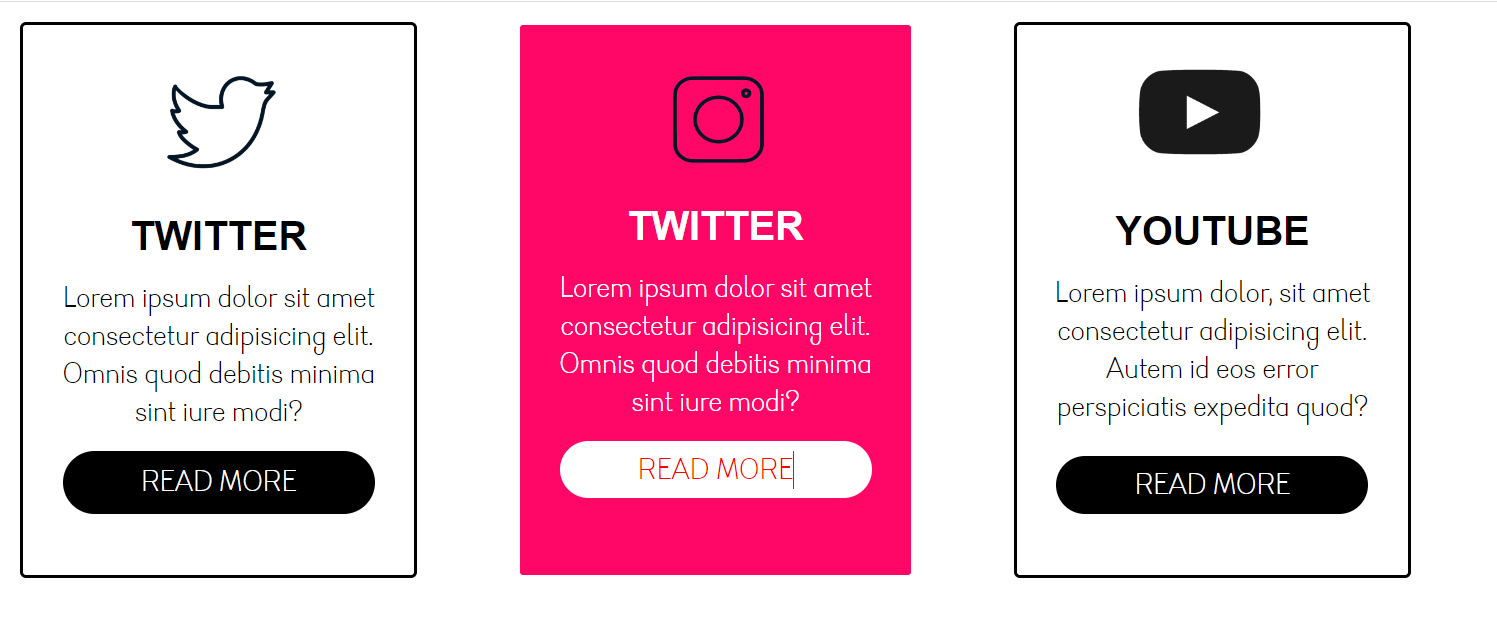 TWITTER
Lorem ipsum dolor sit amet
consectetur adipisicing elit.
Omnis quod debitis minima
sint iure modi?
READ MORE
TWITTER
Lorem ipsum dolor sit amet
consectetur adipisicing elit.
Omnis quod debitis minima
sint iure modi?
READ MORE
YOUTUBE
Lorem ipsum dolor, sit amet
consectetur adipisicing elit.
Autem id eos error
perspiciatis expedita quod?
READ MORE